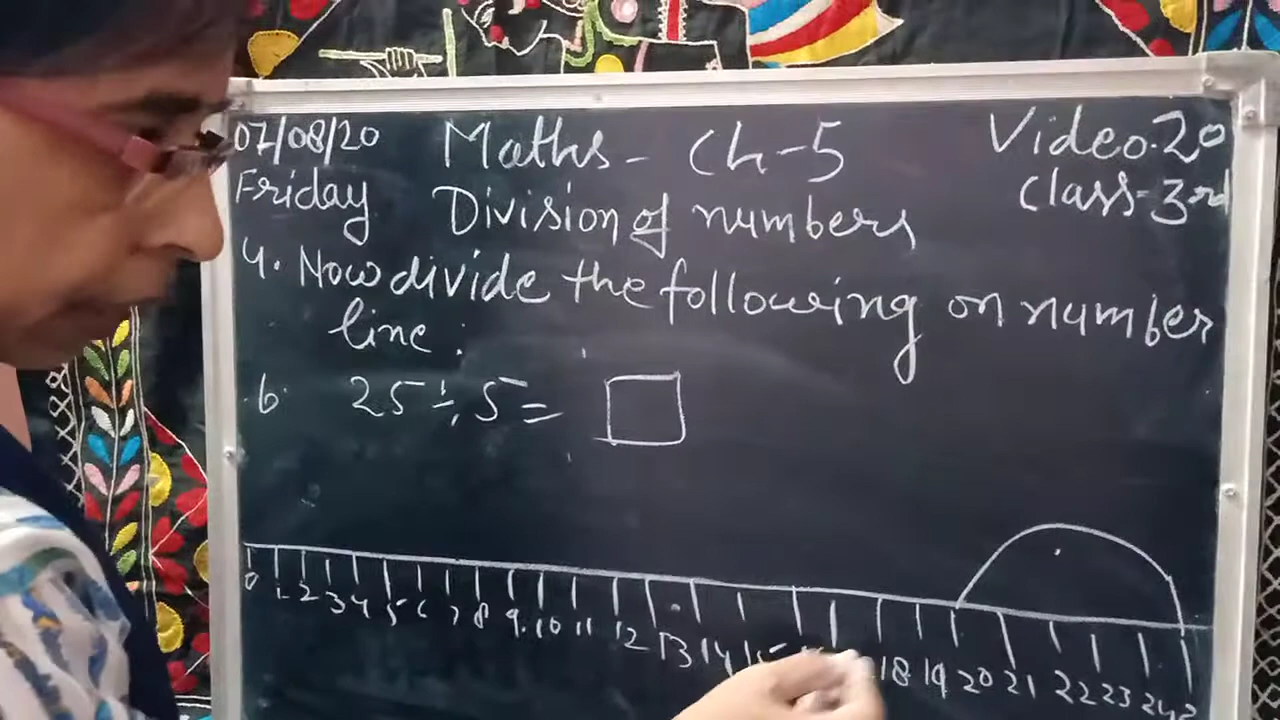 07/08/20 Maths - Ch-5 Video-20
Friday Division of numbers Class-3rd
4. Now divide the following on number
line :
b 25 ÷ 5 =
0 1 2 3 4 5 6 7 8 9 10 11 12 13 14 15 18 19 20 21 22 23 24